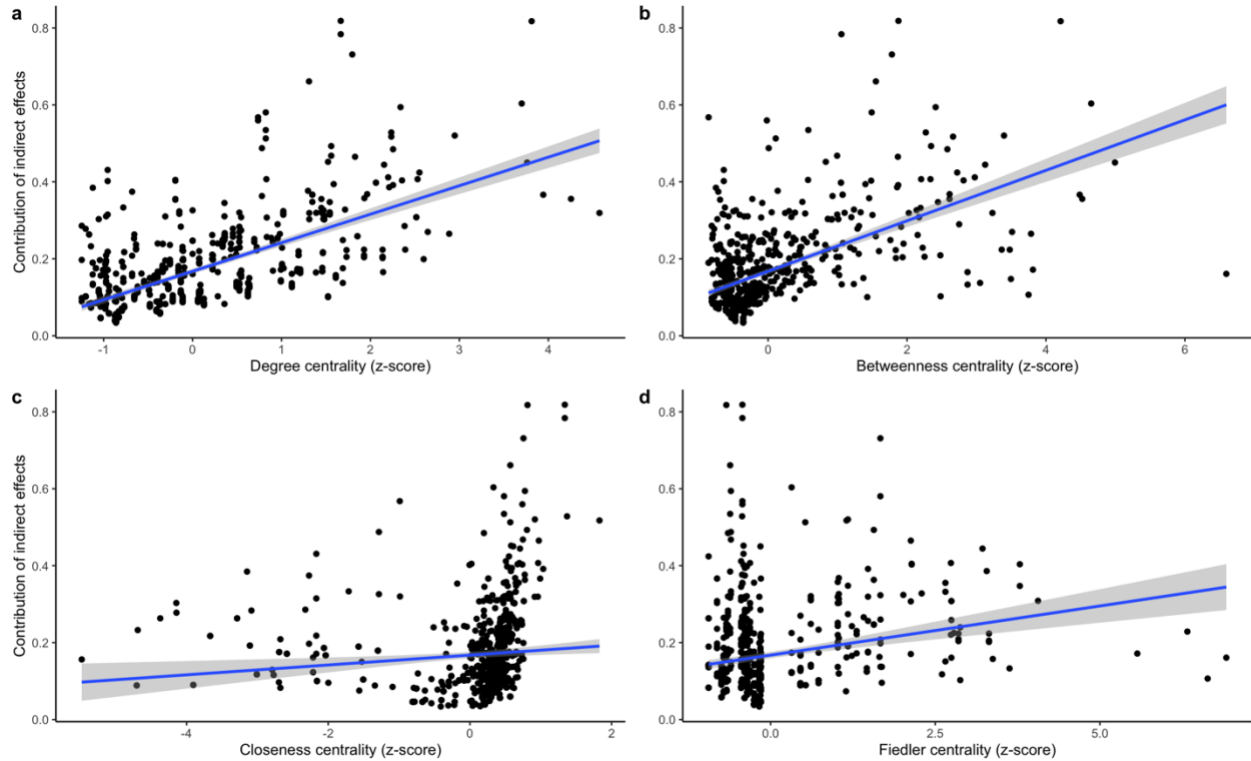 a
0.8
0.6
0.4
0.2
0.0
Contribution of indirect effects
-1 0 1 2 3 4
Degree centrality (z-score)
b
0.8
0.6
0.4
0.2
0.0
0 2 4 6
Betweenness centrality (z-score)
c
0.8
0.6
0.4
0.2
0.0
Contribution of indirect effects
-4 -2 0 2
Closeness centrality (z-score)
d
0.8
0.6
0.4
0.2
0.0
0.0 2.5 5.0
Fiedler centrality (z-score)